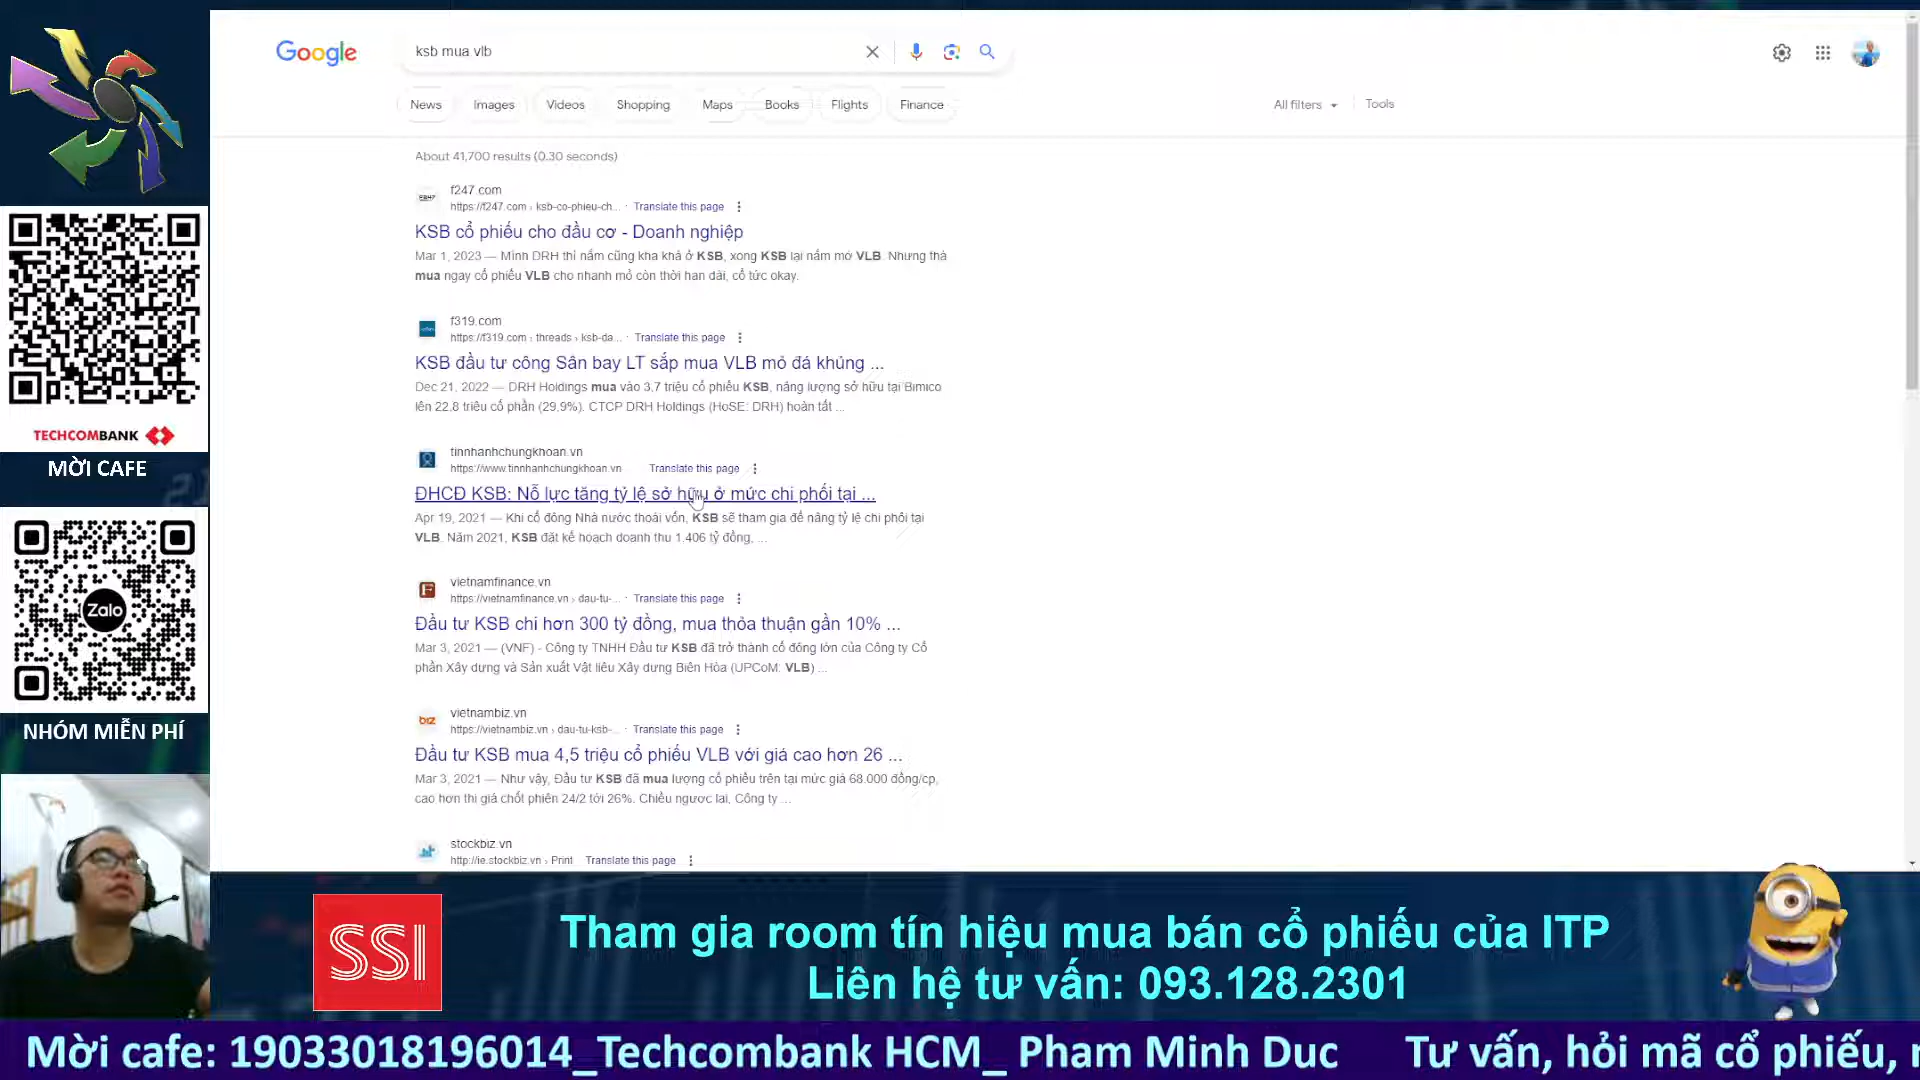 Google
ksb mua vlb
News
Images
Videos
Shopping
Maps
Books
Flights
Finance
All filters
Tools
About 41,700 results (0.30 seconds)
f247.com
https://f247.com › ksb-co-phieu-ch... · Translate this page
KSB cổ phiếu cho đầu cơ - Doanh nghiệp
Mar 1, 2023 — Mình DRH thì nắm cũng kha khá ở KSB, xong KSB lại nắm mớ VLB. Nhưng thà
mua ngay cổ phiếu VLB cho nhanh mỏ còn thời hạn dài, cổ tức okay.
f319.com
https://f319.com › threads › ksb-da... · Translate this page
KSB đầu tư công Sân bay LT sắp mua VLB mỏ đá khủng ...
Dec 21, 2022 — DRH Holdings mua vào 3,7 triệu cổ phiếu KSB, nâng lượng sở hữu tại Bimico
lên 22,8 triệu cổ phần (29,9%). CTCP DRH Holdings (HoSE: DRH) hoàn tất ...
tinnhanhchungkhoan.vn
https://www.tinnhanhchungkhoan.vn Translate this page
ĐHCĐ KSB: Nỗ lực tăng tỷ lệ sở hữu ở mức chi phối tại ...
Apr 19, 2021 — Khi cổ đông Nhà nước thoái vốn, KSB sẽ tham gia để nâng tỷ lệ chi phối tại
VLB. Năm 2021, KSB đặt kế hoạch doanh thu 1.406 tỷ đồng, ...
vietnamfinance.vn
https://vietnamfinance.vn › dau-tu-... · Translate this page
Đầu tư KSB chi hơn 300 tỷ đồng, mua thỏa thuận gần 10% ...
Mar 3, 2021 — (VNF) - Công ty TNHH Đầu tư KSB đã trở thành cổ đông lớn của Công ty Cổ
phần Xây dựng và Sản xuất Vật liệu Xây dựng Biên Hòa (UPCoM: VLB) ...
biz
vietnambiz.vn
https://vietnambiz.vn › dau-tu-ksb-... · Translate this page
Đầu tư KSB mua 4,5 triệu cổ phiếu VLB với giá cao hơn 26 ...
Mar 3, 2021 — Như vậy, Đầu tư KSB đã mua lượng cổ phiếu trên tại mức giá 68.000 đồng/cp,
cao hơn thị giá chốt phiên 24/2 tới 26%. Chiều ngược lại, Công ty ...
stockbiz.vn
http://ie.stockbiz.vn › Print Translate this page
TECHCOMBANK
MỜI CAFE
Zalo
NHÓM MIỄN PHÍ
SSI
Tham gia room tín hiệu mua bán cổ phiếu của ITP
Liên hệ tư vấn: 093.128.2301
Mời cafe: 19033018196014_Techcombank HCM_ Pham Minh Duc Tư vấn, hỏi mã cổ phiếu,